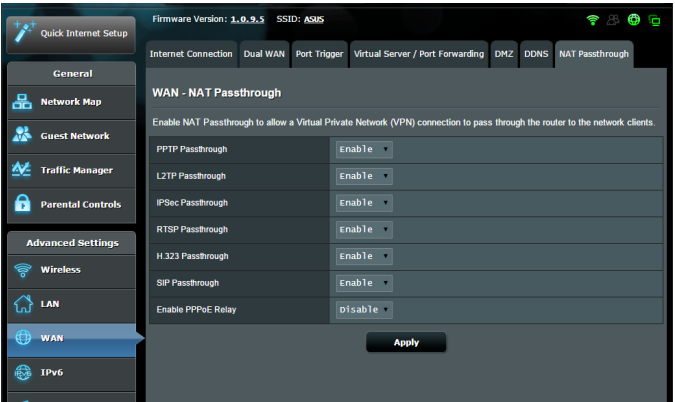 Quick Internet Setup
Firmware Version: 1.0.9.5 SSID: ASUS
Internet Connection Dual WAN Port Trigger Virtual Server / Port Forwarding DMZ DDNS NAT Passthrough
General
Network Map
Guest Network
Traffic Manager
Parental Controls
Advanced Settings
Wireless
LAN
WAN
IPv6
WAN - NAT Passthrough
Enable NAT Passthrough to allow a Virtual Private Network (VPN) connection to pass through the router to the network clients.
PPTP Passthrough Enable
L2TP Passthrough Enable
IPSec Passthrough Enable
RTSP Passthrough Enable
H.323 Passthrough Enable
SIP Passthrough Enable
Enable PPPoE Relay Disable
Apply